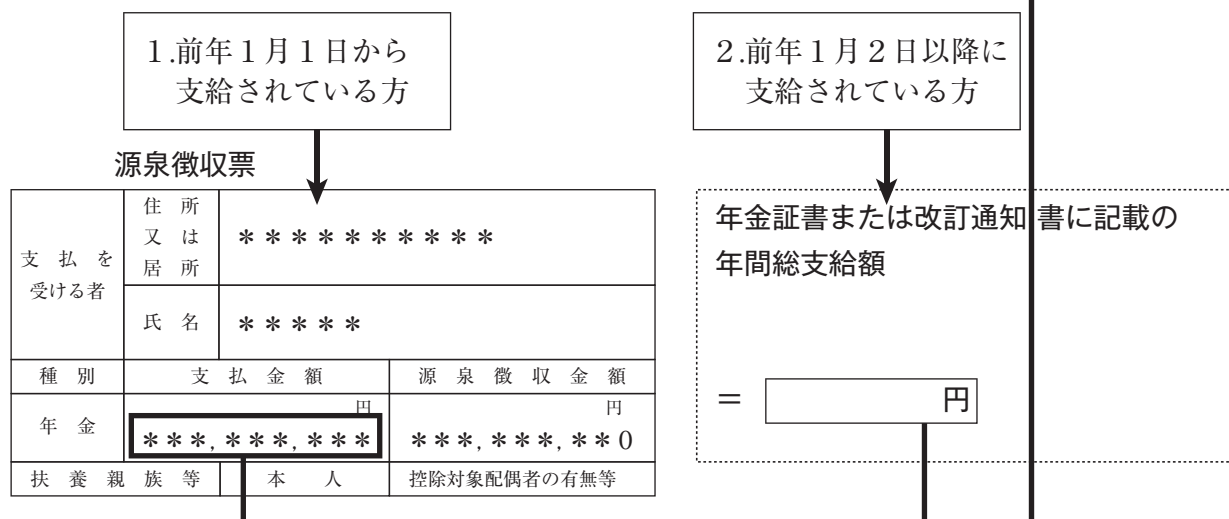 １.前年１月１日から
支給されている方
２.前年１月２日以降に
支給されている方
源泉徴収票
支払を
受ける者
住所
又は
居所
＊＊＊＊＊＊＊＊＊＊
氏名
＊＊＊＊＊
種別
支払金額
源泉徴収金額
年金
円
＊＊＊,＊＊＊,＊＊＊
円
＊＊＊,＊＊＊,＊＊０
扶養親族等
本人
控除対象配偶者の有無等
年金証書または改訂通知書に記載の
年間総支給額
＝ 円